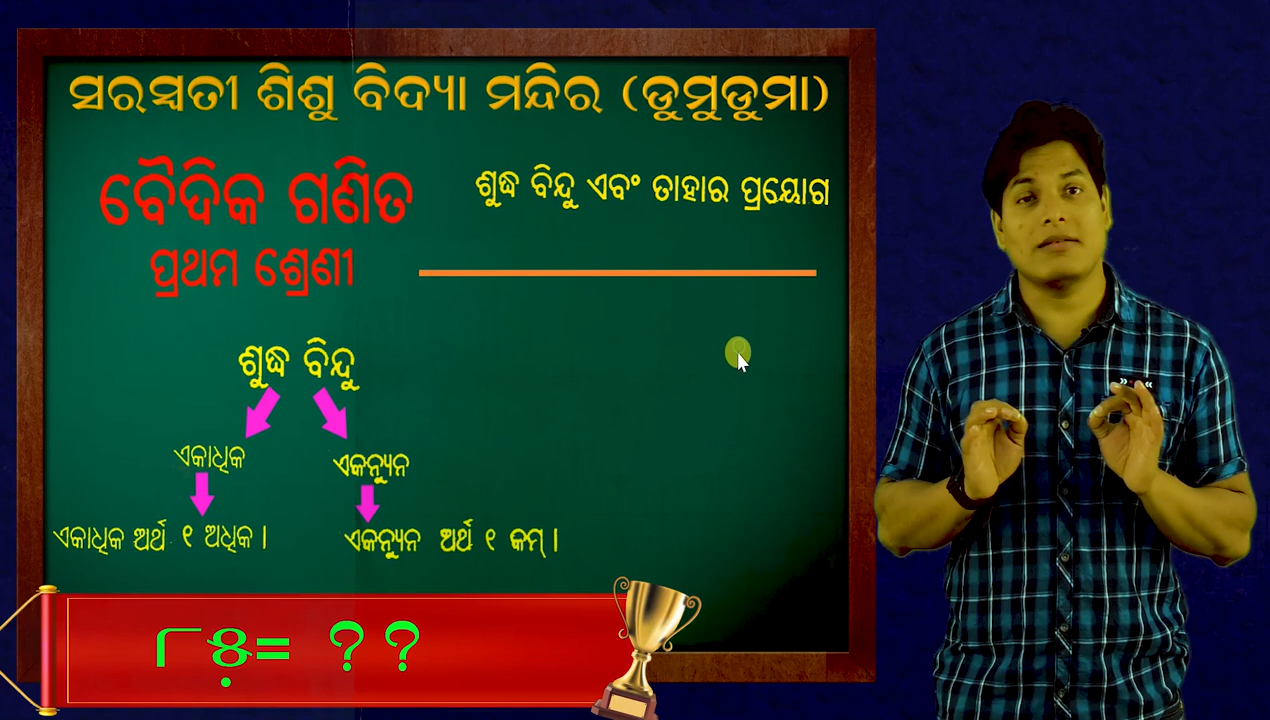 ସରସ୍ୱତୀ ଶିଶୁ ବିଦ୍ୟା ମନ୍ଦିର (ଡୁମୁଡୁମା)
ବୈଦିକ ଗଣିତ
ପ୍ରଥମ ଶ୍ରେଣୀ
ଶୁଦ୍ଧ ବିନ୍ଦୁ ଏବଂ ତାହାର ପ୍ରୟୋଗ
ଶୁଦ୍ଧ ବିନ୍ଦୁ
ଏକାଧିକ
ଏକନ୍ୟୁନ
ଏକାଧିକ ଅର୍ଥ ୧ ଅଧିକ ।
ଏକନ୍ୟୁନ ଅର୍ଥ ୧ କମ୍ ।
୮୫̣= ? ?